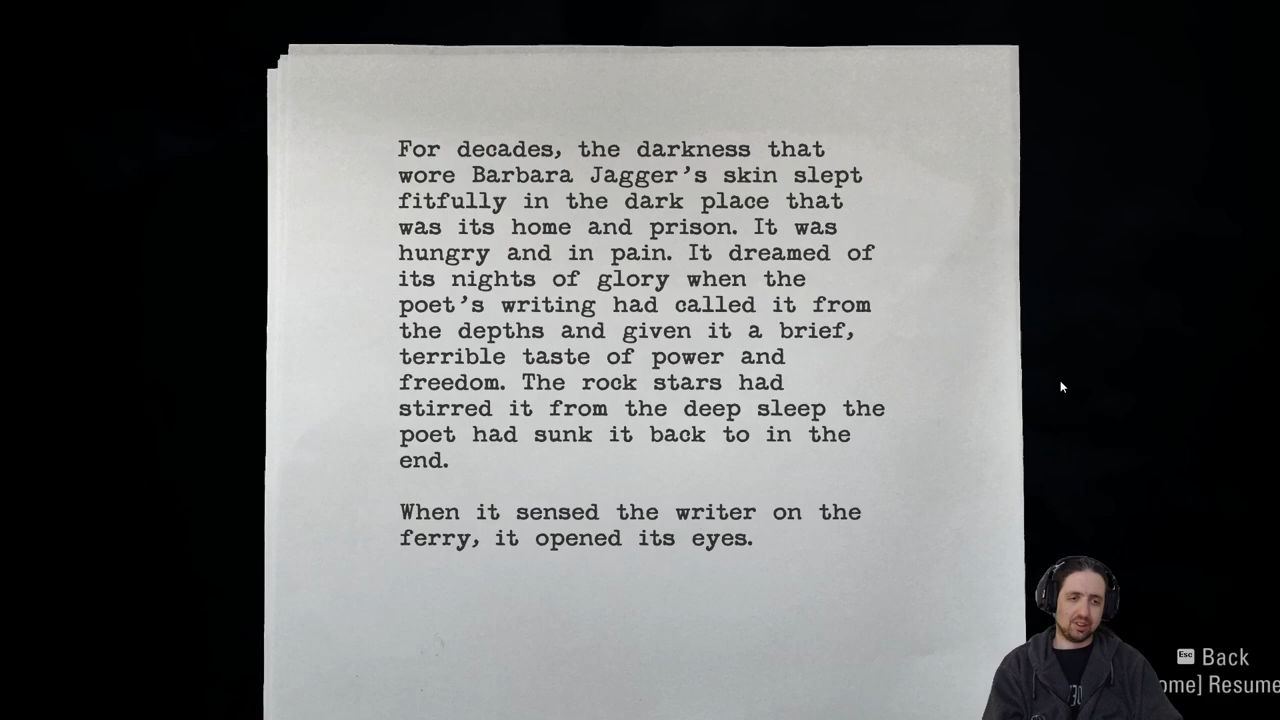 For decades, the darkness that
wore Barbara Jagger's skin slept
fitfully in the dark place that
was its home and prison. It was
hungry and in pain. It dreamed of
its nights of glory when the
poet's writing had called it from
the depths and given it a brief,
terrible taste of power and
freedom. The rock stars had
stirred it from the deep sleep the
poet had sunk it back to in the
end.
When it sensed the writer on the
ferry, it opened its eyes.
Esc Back
ome] Resume